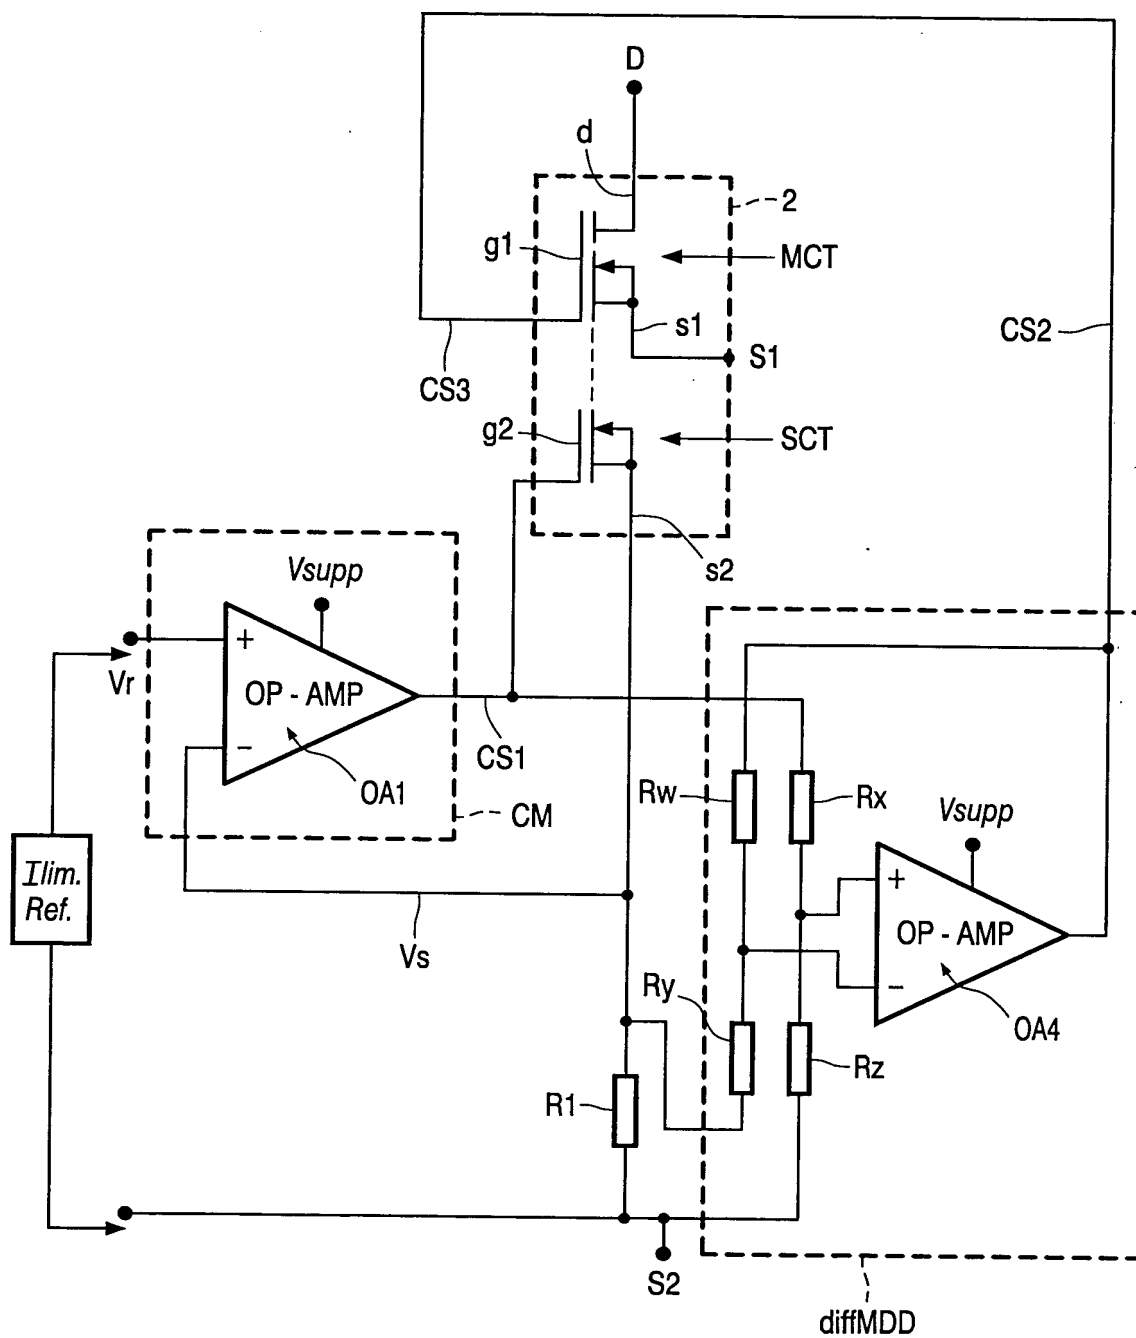 D
d
2
g1
MCT
s1
S1
CS2
CS3
g2
SCT
s2
Vsupp
+
Vr
OP - AMP
−
CS1
OA1
CM
Rw
Rx
Vsupp
Ilim.
Ref.
+
OP - AMP
−
Vs
Ry
OA4
Rz
R1
S2
diffMDD